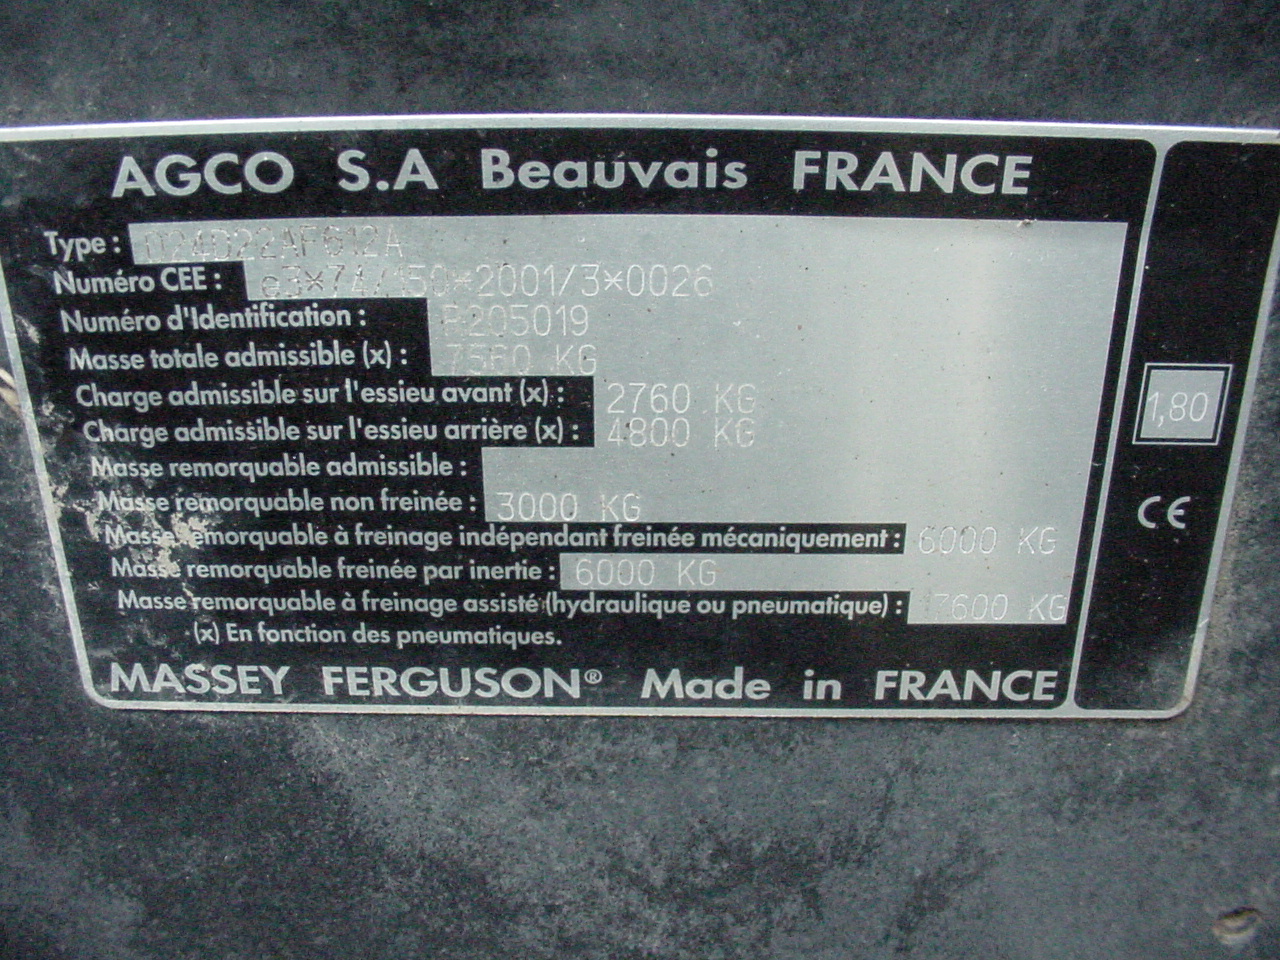 AGCO S.A Beauvais FRANCE
Type : D24D22AF612A
Numéro CEE : e3*74/150*2001/3*0026
Numéro d'Identification : R205019
Masse totale admissible (x) : 7560 KG
Charge admissible sur l'essieu avant (x) : 2760 KG
Charge admissible sur l'essieu arrière (x) : 4800 KG
Masse remorquable admissible :
Masse remorquable non freinée : 3000 KG
Masse remorquable à freinage indépendant freinée mécaniquement : 6000 KG
Masse remorquable freinée par inertie : 6000 KG
Masse remorquable à freinage assisté (hydraulique ou pneumatique) : 7600 KG
(x) En fonction des pneumatiques.
MASSEY FERGUSON® Made in FRANCE
1,80
CE